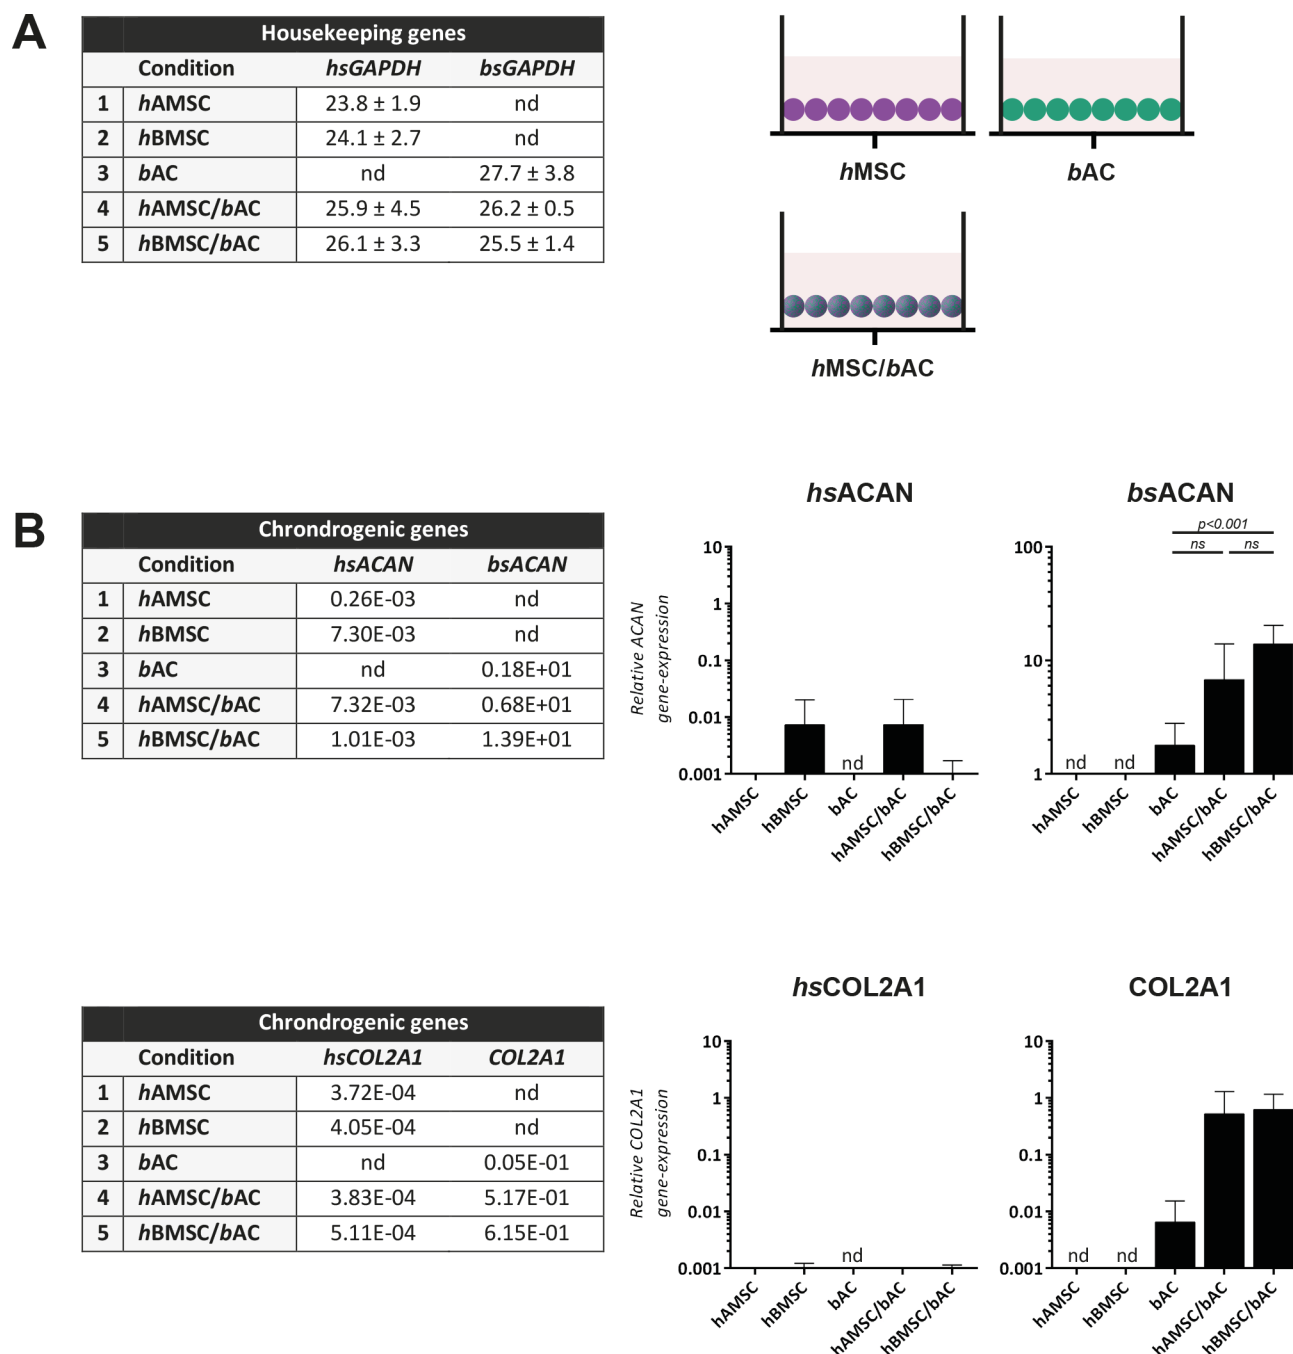 A
Housekeeping genes
Condition hsGAPDH bsGAPDH
1 hAMSC 23.8 ± 1.9 nd
2 hBMSC 24.1 ± 2.7 nd
3 bAC nd 27.7 ± 3.8
4 hAMSC/bAC 25.9 ± 4.5 26.2 ± 0.5
5 hBMSC/bAC 26.1 ± 3.3 25.5 ± 1.4
hMSC bAC
hMSC/bAC
B
Chrondrogenic genes
Condition hsACAN bsACAN
1 hAMSC 0.26E-03 nd
2 hBMSC 7.30E-03 nd
3 bAC nd 0.18E+01
4 hAMSC/bAC 7.32E-03 0.68E+01
5 hBMSC/bAC 1.01E-03 1.39E+01
hsACAN
Relative ACAN
gene-expression
10
1
0.1
0.01
0.001
nd
hAMSC
hBMSC
bAC
hAMSC/bAC
hBMSC/bAC
bsACAN
p<0.001
ns ns
100
10
1
nd nd
hAMSC
hBMSC
bAC
hAMSC/bAC
hBMSC/bAC
Chrondrogenic genes
Condition hsCOL2A1 COL2A1
1 hAMSC 3.72E-04 nd
2 hBMSC 4.05E-04 nd
3 bAC nd 0.05E-01
4 hAMSC/bAC 3.83E-04 5.17E-01
5 hBMSC/bAC 5.11E-04 6.15E-01
hsCOL2A1
Relative COL2A1
gene-expression
10
1
0.1
0.01
0.001
nd
hAMSC
hBMSC
bAC
hAMSC/bAC
hBMSC/bAC
COL2A1
10
1
0.1
0.01
0.001
nd nd
hAMSC
hBMSC
bAC
hAMSC/bAC
hBMSC/bAC